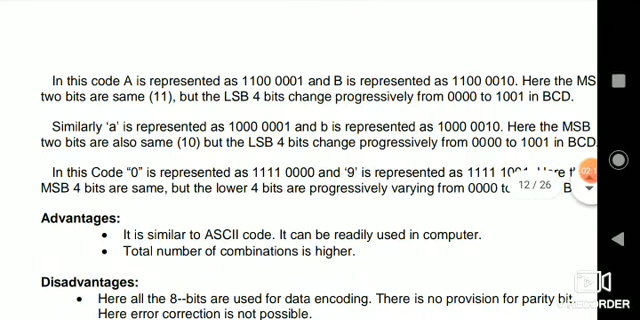 In this code A is represented as 1100 0001 and B is represented as 1100 0010. Here the MS
two bits are same (11), but the LSB 4 bits change progressively from 0000 to 1001 in BCD.
Similarly 'a' is represented as 1000 0001 and b is represented as 1000 0010. Here the MSB
two bits are also same (10) but the LSB 4 bits change progressively from 0000 to 1001 in BCD
In this Code "0" is represented as 1111 0000 and '9' is represented as 1111
MSB 4 bits are same, but the lower 4 bits are progressively varying from 0000 B
12 / 26
Advantages:
• It is similar to ASCII code. It can be readily used in computer.
• Total number of combinations is higher.
Disadvantages:
• Here all the 8--bits are used for data encoding. There is no provision for parity bit.
Here error correction is not possible.
RECORDER